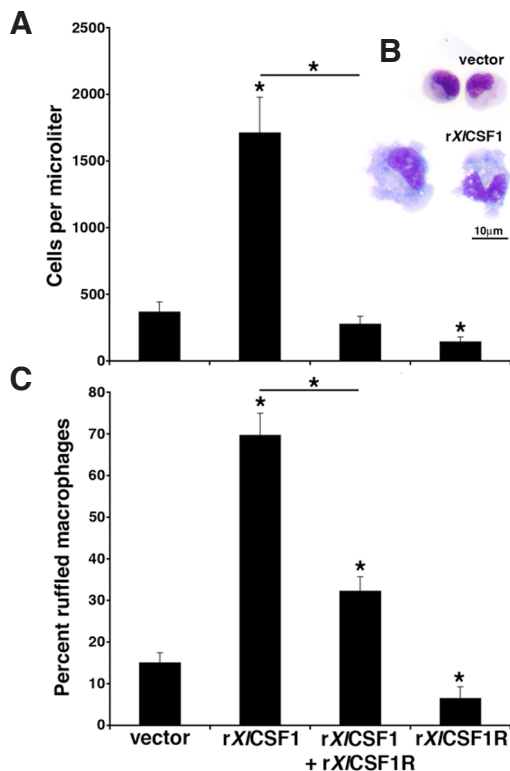 A
2500
2000
1500
1000
500
0
Cells per microliter
*
*
*
B
vector
rXlCSF1
10µm
C
80
70
60
50
40
30
20
10
0
Percent ruffled macrophages
*
*
*
*
vector
rXlCSF1
rXlCSF1
+ rXlCSF1R
rXlCSF1R